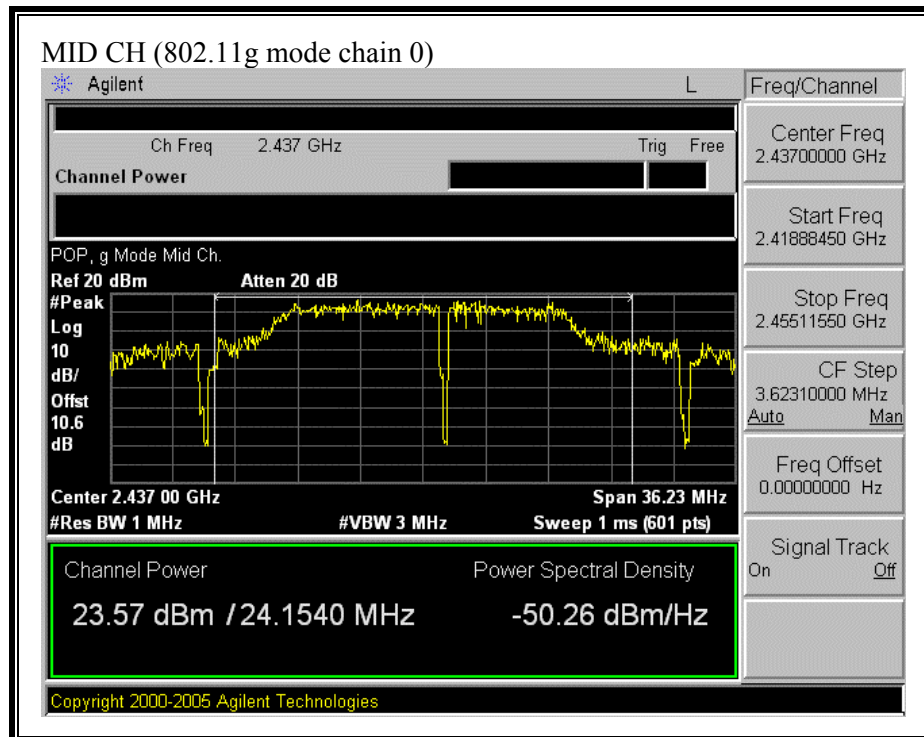 MID CH (802.11g mode chain 0)
Agilent L
Freq/Channel
Ch Freq 2.437 GHz Trig Free
Channel Power
Center Freq
2.43700000 GHz
Start Freq
2.41888450 GHz
Stop Freq
2.45511550 GHz
CF Step
3.62310000 MHz
Auto Man
Freq Offset
0.00000000 Hz
Signal Track
On Off
POP, g Mode Mid Ch.
Ref 20 dBm Atten 20 dB
#Peak
Log
10
dB/
Offst
10.6
dB
Center 2.437 00 GHz Span 36.23 MHz
#Res BW 1 MHz #VBW 3 MHz Sweep 1 ms (601 pts)
Channel Power Power Spectral Density
23.57 dBm / 24.1540 MHz -50.26 dBm/Hz
Copyright 2000-2005 Agilent Technologies